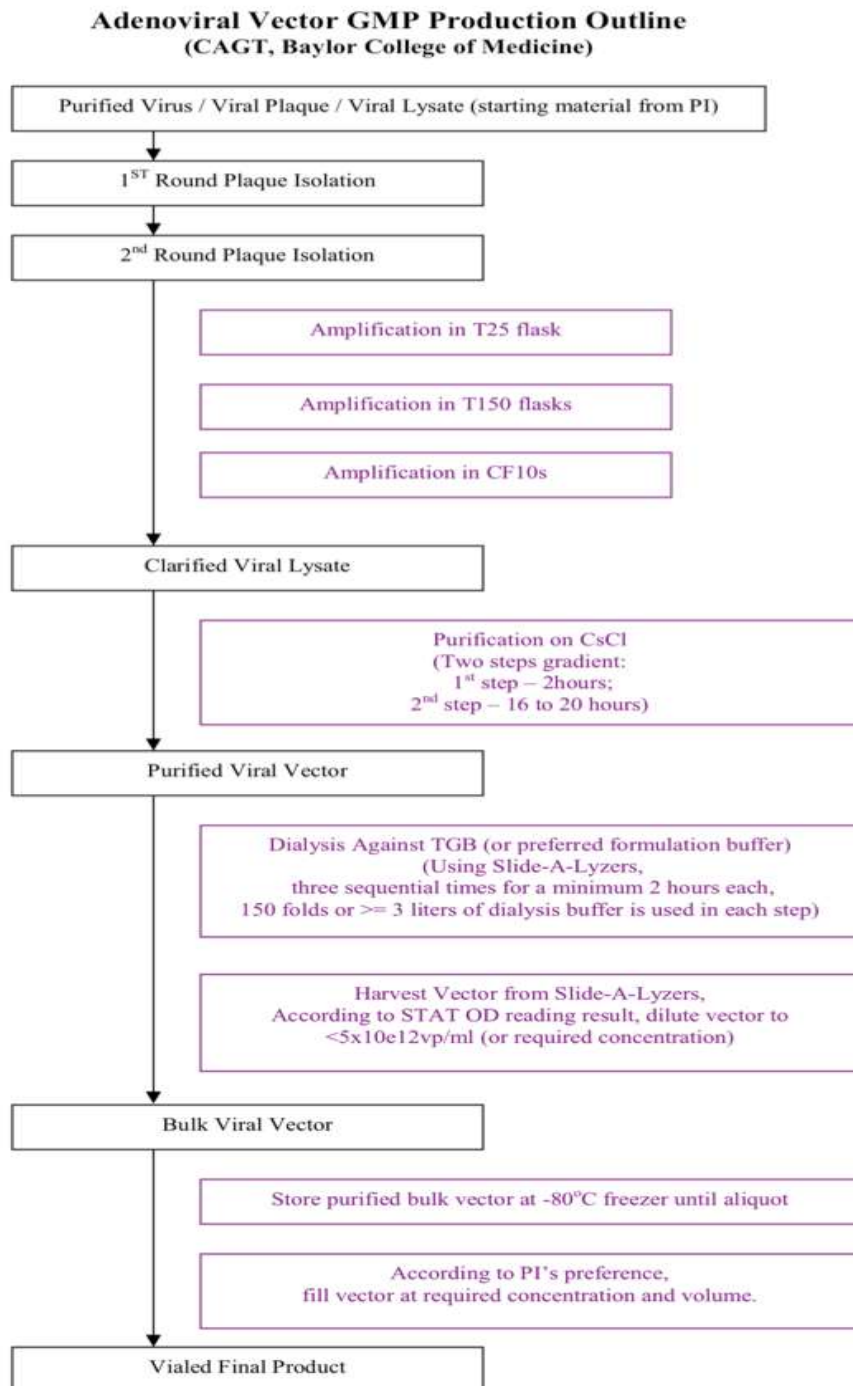 Adenoviral Vector GMP Production Outline
(CAGT, Baylor College of Medicine)
Purified Virus / Viral Plaque / Viral Lysate (starting material from PI)
1ST Round Plaque Isolation
2nd Round Plaque Isolation
Amplification in T25 flask
Amplification in T150 flasks
Amplification in CF10s
Clarified Viral Lysate
Purification on CsCl
(Two steps gradient:
1st step – 2hours;
2nd step – 16 to 20 hours)
Purified Viral Vector
Dialysis Against TGB (or preferred formulation buffer)
(Using Slide-A-Lyzers,
three sequential times for a minimum 2 hours each,
150 folds or >= 3 liters of dialysis buffer is used in each step)
Harvest Vector from Slide-A-Lyzers,
According to STAT OD reading result, dilute vector to
<5x10e12vp/ml (or required concentration)
Bulk Viral Vector
Store purified bulk vector at -80°C freezer until aliquot
According to PI's preference,
fill vector at required concentration and volume.
Vialed Final Product